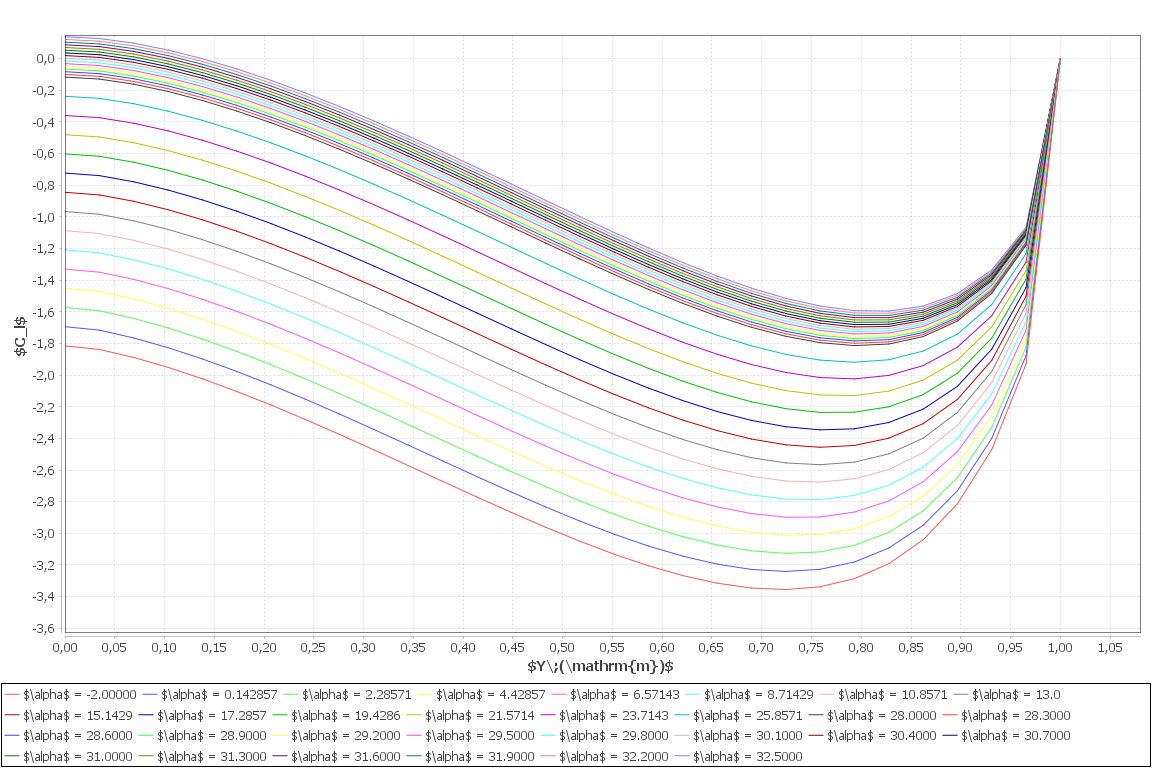 0,0
-0,2
-0,4
-0,6
-0,8
-1,0
-1,2
-1,4
-1,6
-1,8
-2,0
-2,2
-2,4
-2,6
-2,8
-3,0
-3,2
-3,4
-3,6
$C_l$
0,00 0,05 0,10 0,15 0,20 0,25 0,30 0,35 0,40 0,45 0,50 0,55 0,60 0,65 0,70 0,75 0,80 0,85 0,90 0,95 1,00 1,05
$Y\;(\mathrm{m})$
$\alpha$ = -2.00000 $\alpha$ = 0.142857 $\alpha$ = 2.28571 $\alpha$ = 4.42857 $\alpha$ = 6.57143 $\alpha$ = 8.71429 $\alpha$ = 10.8571 $\alpha$ = 13.0
$\alpha$ = 15.1429 $\alpha$ = 17.2857 $\alpha$ = 19.4286 $\alpha$ = 21.5714 $\alpha$ = 23.7143 $\alpha$ = 25.8571 $\alpha$ = 28.0000 $\alpha$ = 28.3000
$\alpha$ = 28.6000 $\alpha$ = 28.9000 $\alpha$ = 29.2000 $\alpha$ = 29.5000 $\alpha$ = 29.8000 $\alpha$ = 30.1000 $\alpha$ = 30.4000 $\alpha$ = 30.7000
$\alpha$ = 31.0000 $\alpha$ = 31.3000 $\alpha$ = 31.6000 $\alpha$ = 31.9000 $\alpha$ = 32.2000 $\alpha$ = 32.5000